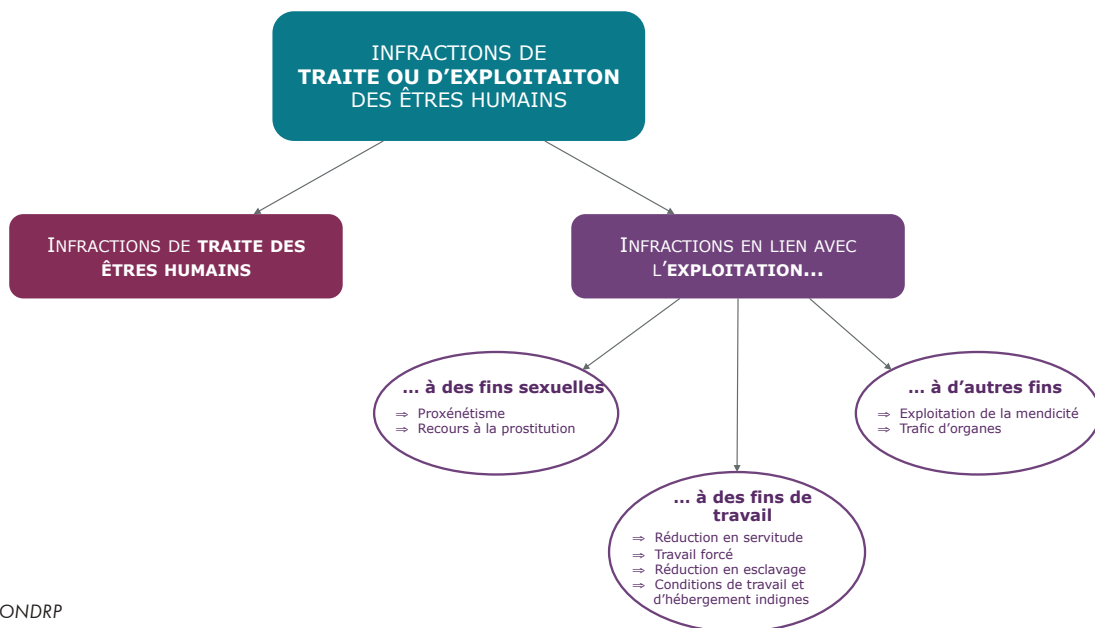 INFRACTIONS DE
TRAITE OU D'EXPLOITAITON
DES ÊTRES HUMAINS
INFRACTIONS DE TRAITE DES
ÊTRES HUMAINS
INFRACTIONS EN LIEN AVEC
L'EXPLOITATION...
... à des fins sexuelles
⇒ Proxénétisme
⇒ Recours à la prostitution
... à d'autres fins
⇒ Exploitation de la mendicité
⇒ Trafic d'organes
... à des fins de
travail
⇒ Réduction en servitude
⇒ Travail forcé
⇒ Réduction en esclavage
⇒ Conditions de travail et
d'hébergement indignes
ONDRP